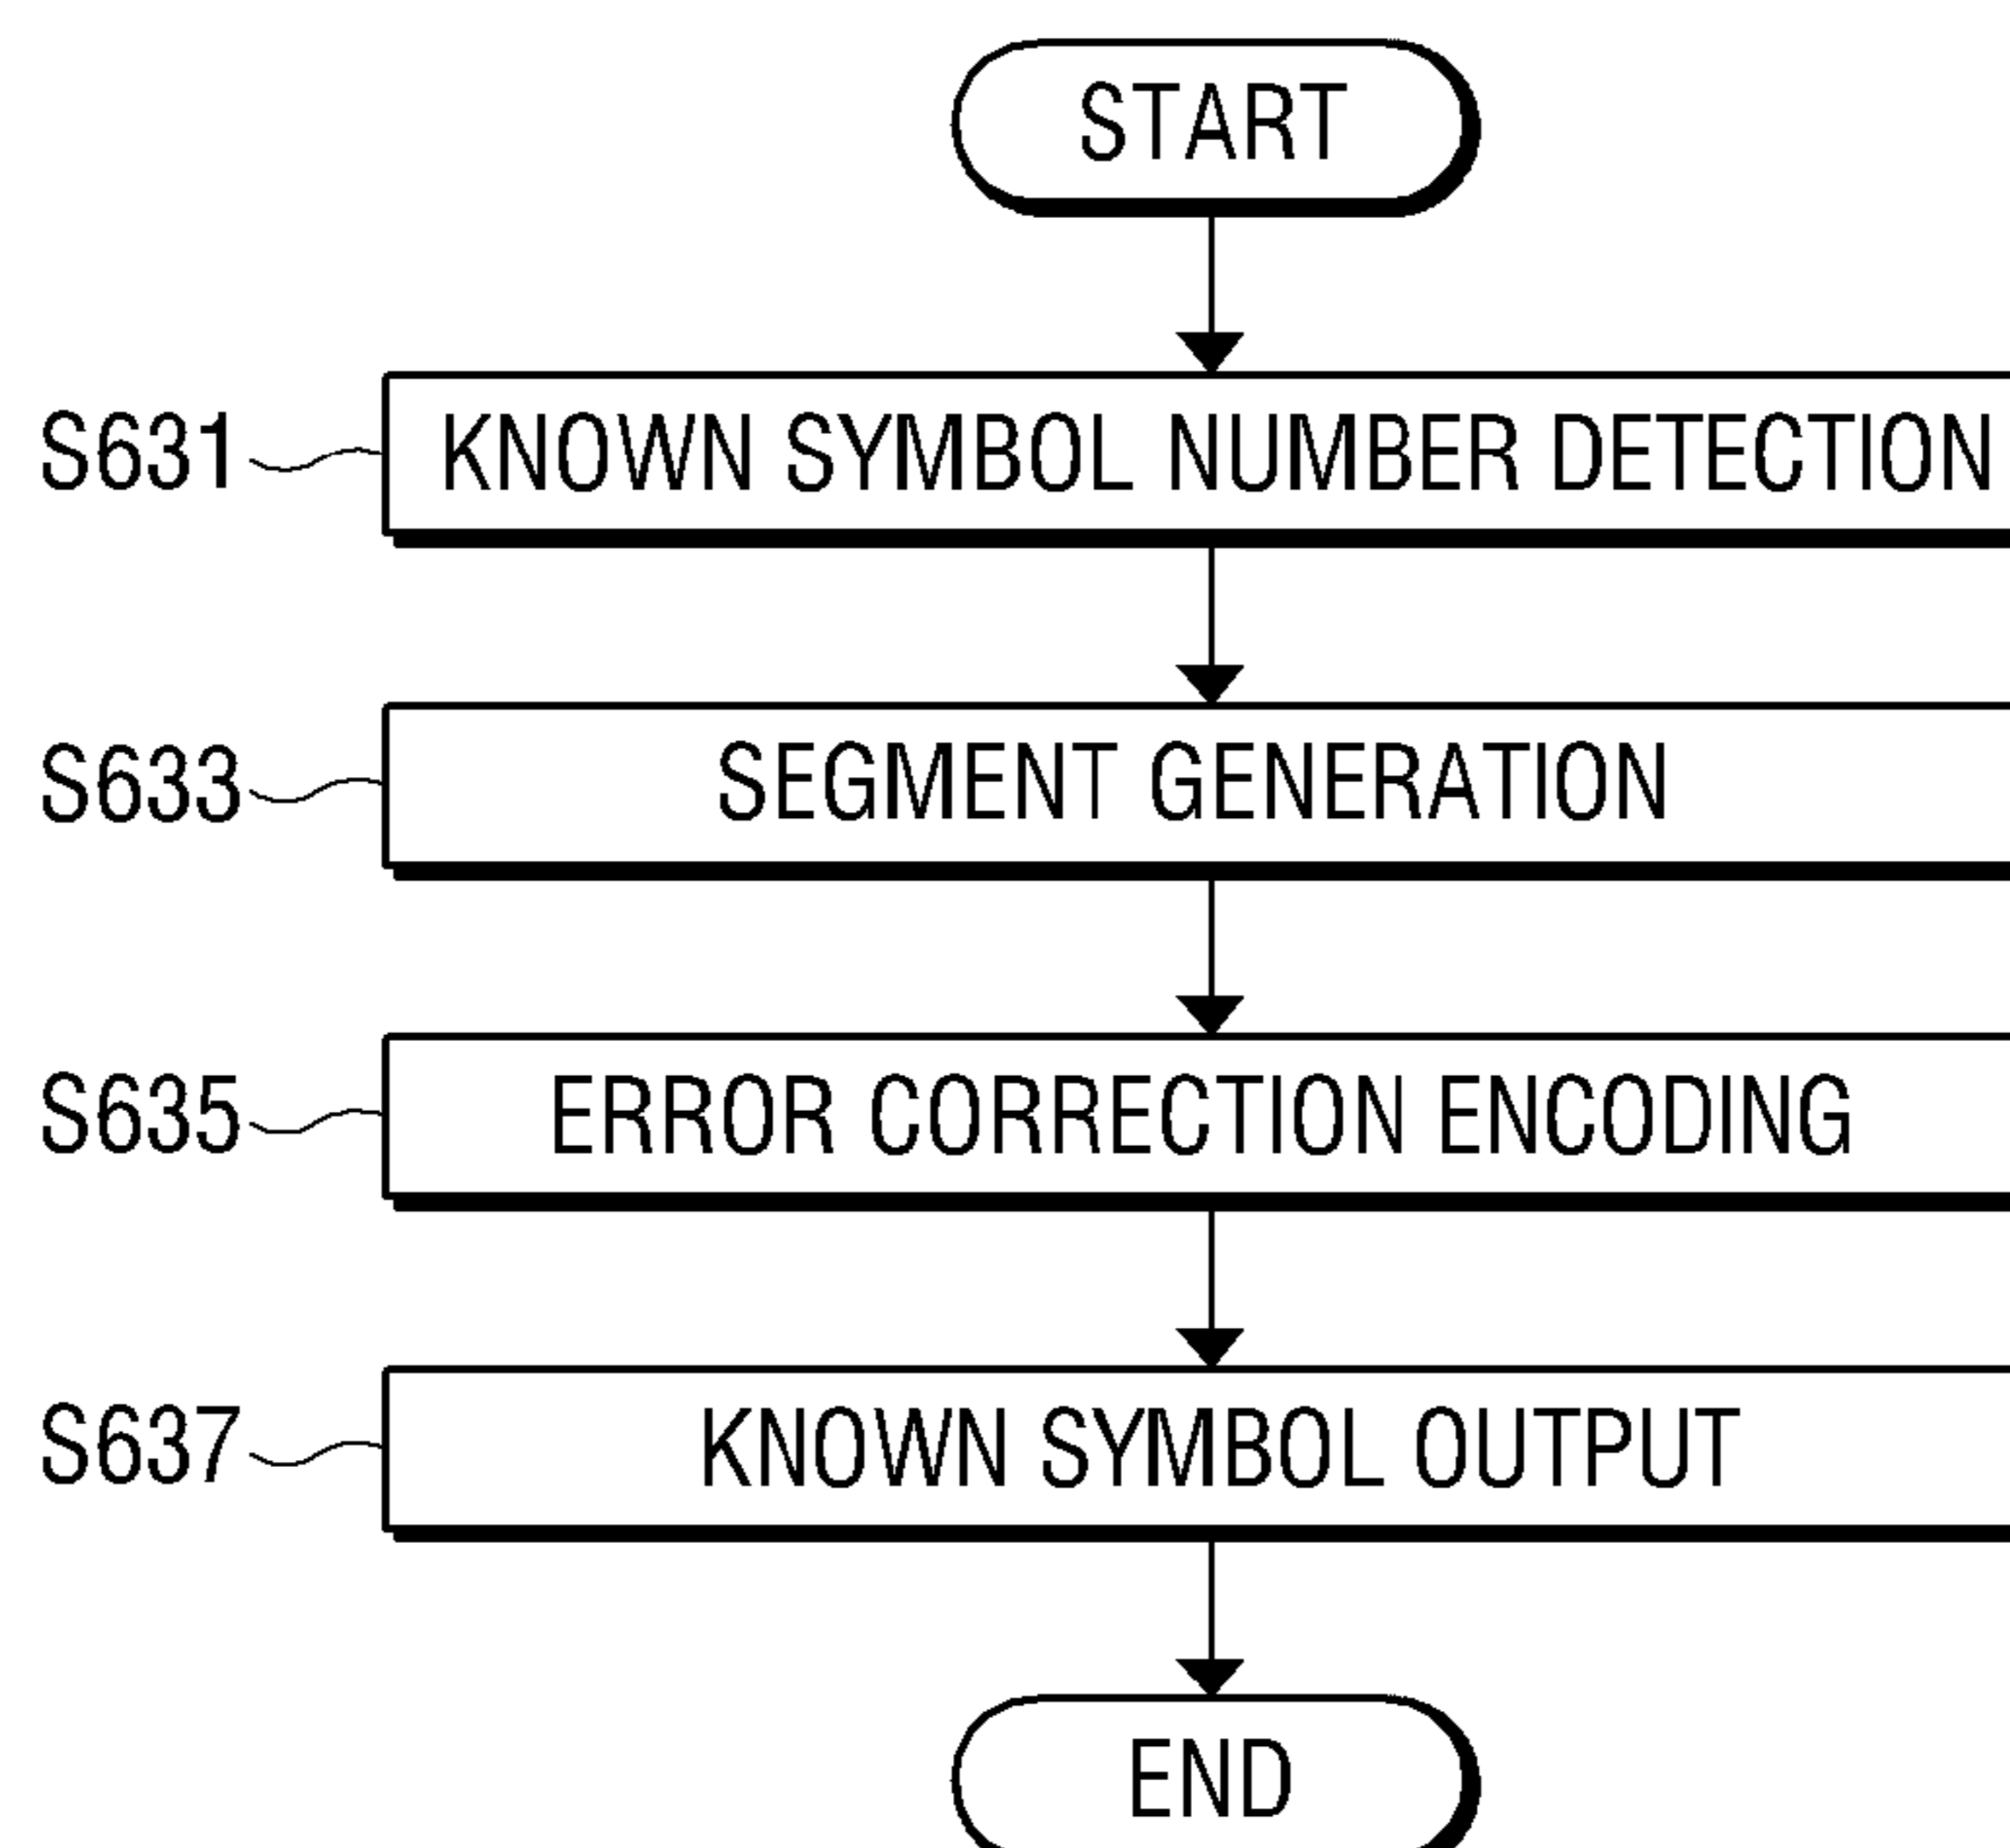 START
S631 KNOWN SYMBOL NUMBER DETECTION
S633 SEGMENT GENERATION
S635 ERROR CORRECTION ENCODING
S637 KNOWN SYMBOL OUTPUT
END